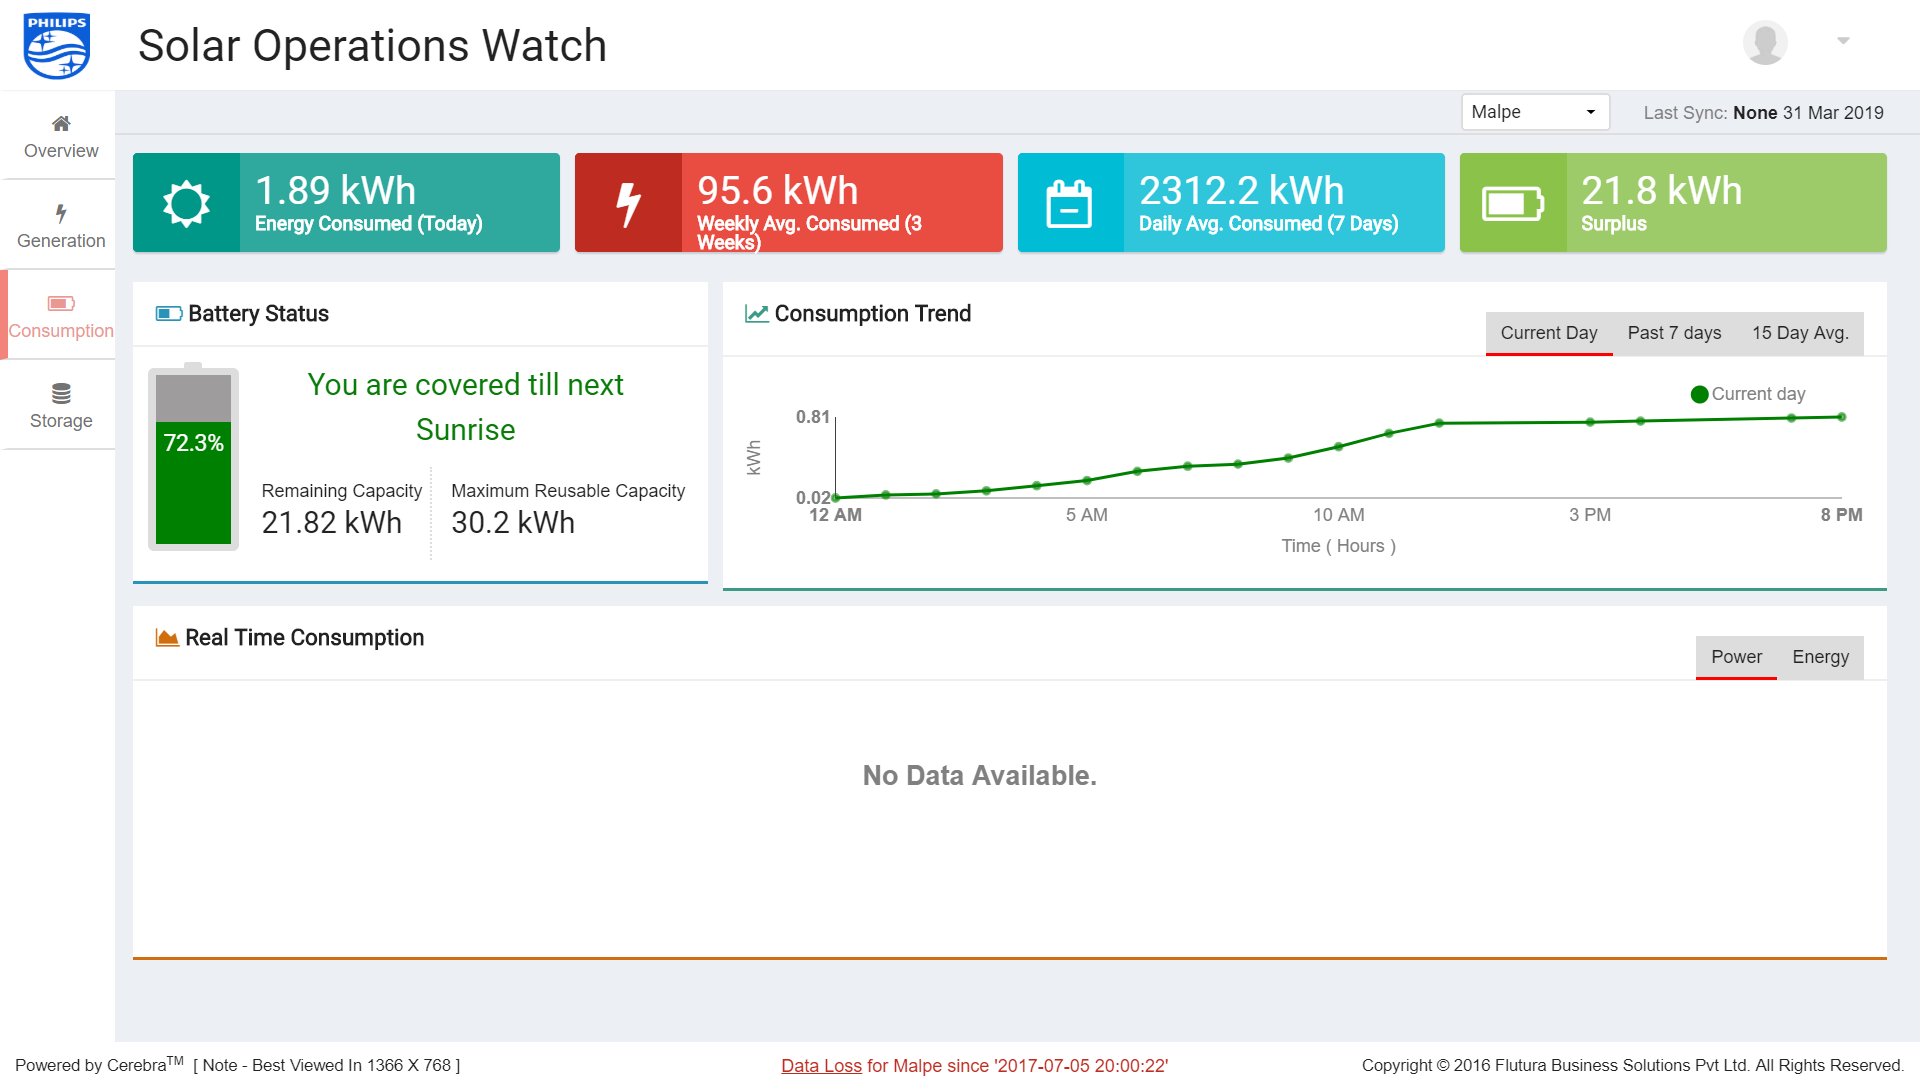 PHILIPS
Solar Operations Watch
Malpe
Last Sync: None 31 Mar 2019
Overview
Generation
Consumption
Storage
1.89 kWh
Energy Consumed (Today)
95.6 kWh
Weekly Avg. Consumed (3
Weeks)
2312.2 kWh
Daily Avg. Consumed (7 Days)
21.8 kWh
Surplus
Battery Status
72.3%
You are covered till next
Sunrise
Remaining Capacity
21.82 kWh
Maximum Reusable Capacity
30.2 kWh
Consumption Trend
Current Day Past 7 days 15 Day Avg.
Current day
0.81
kWh
0.02
12 AM 5 AM 10 AM 3 PM 8 PM
Time ( Hours )
Real Time Consumption
Power Energy
No Data Available.
Powered by Cerebra™ [ Note - Best Viewed In 1366 X 768 ]
Data Loss for Malpe since '2017-07-05 20:00:22'
Copyright © 2016 Flutura Business Solutions Pvt Ltd. All Rights Reserved.